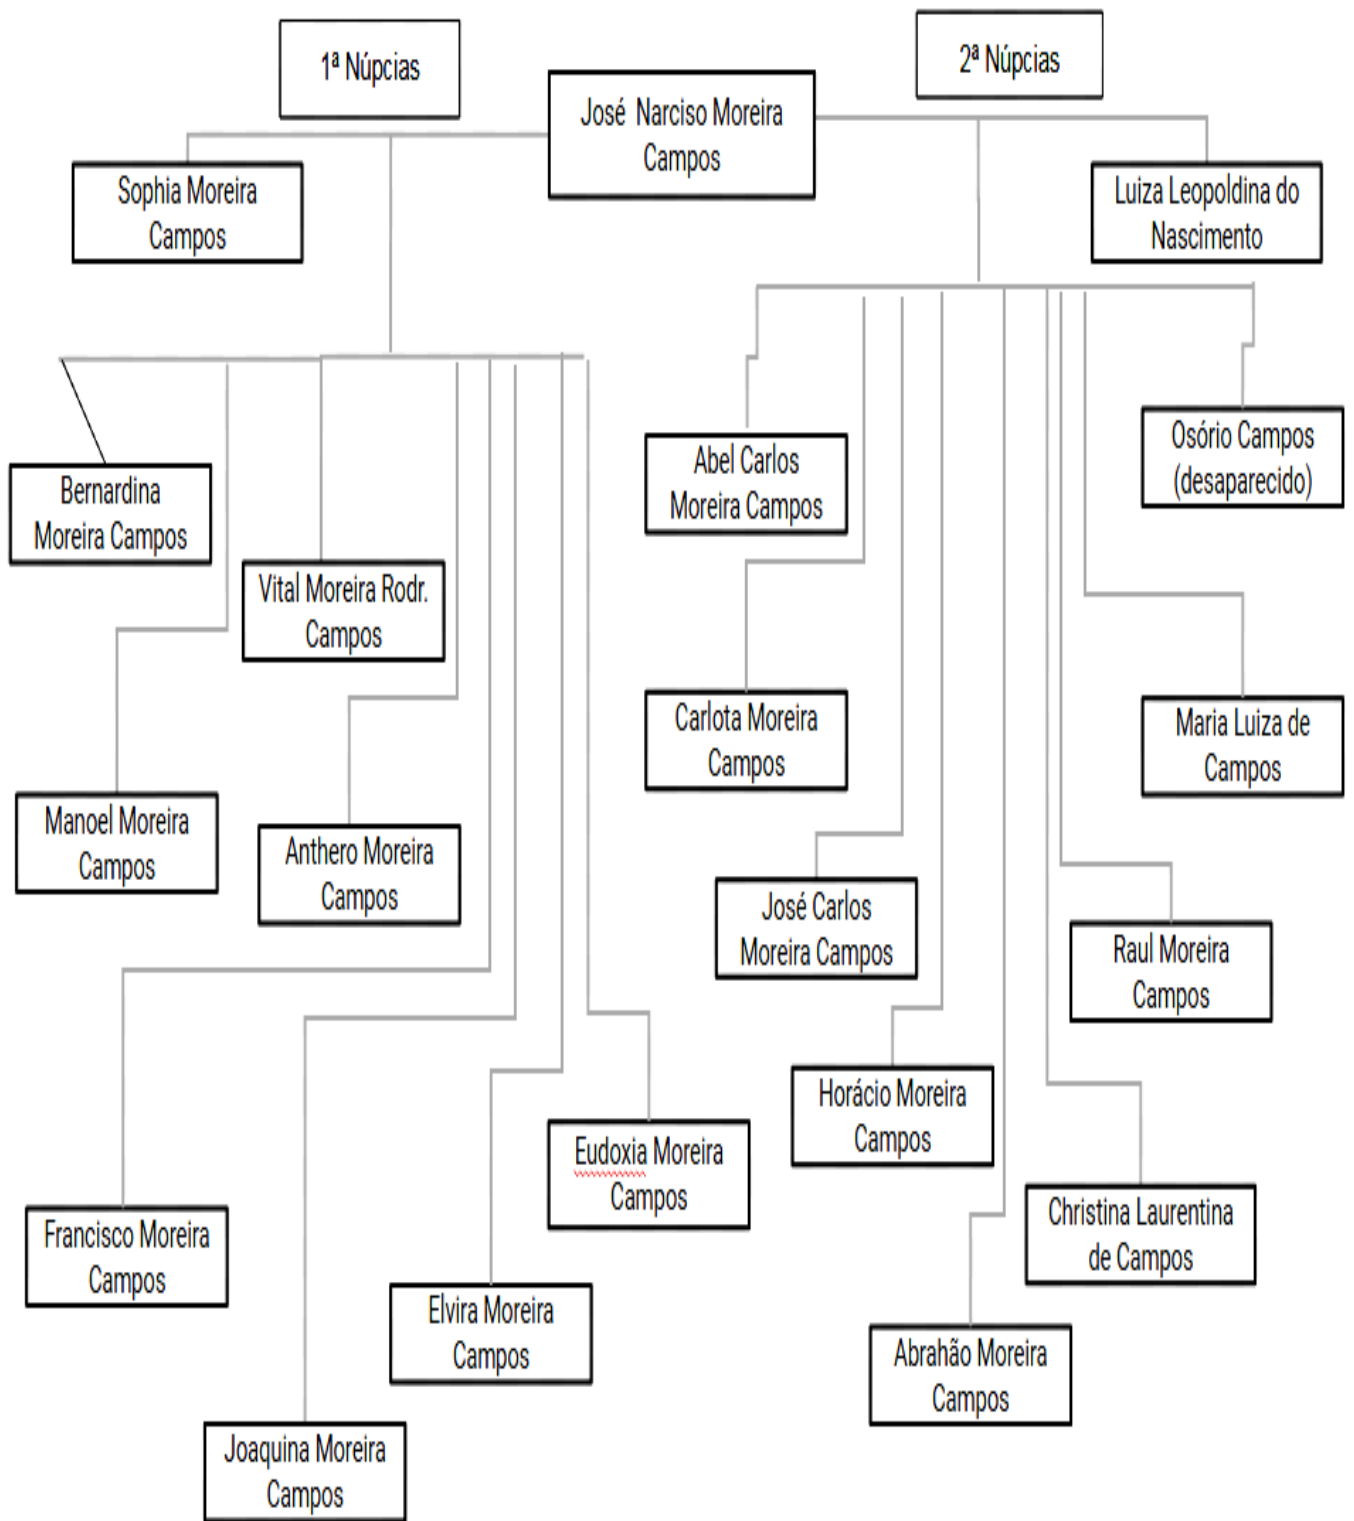 1ª Núpcias
2ª Núpcias
José Narciso Moreira
Campos
Sophia Moreira
Campos
Luiza Leopoldina do
Nascimento
Bernardina
Moreira Campos
Vital Moreira Rodr.
Campos
Manoel Moreira
Campos
Anthero Moreira
Campos
Francisco Moreira
Campos
Joaquina Moreira
Campos
Elvira Moreira
Campos
Eudoxia Moreira
Campos
Abel Carlos
Moreira Campos
Carlota Moreira
Campos
José Carlos
Moreira Campos
Horácio Moreira
Campos
Abrahão Moreira
Campos
Christina Laurentina
de Campos
Raul Moreira
Campos
Maria Luiza de
Campos
Osório Campos
(desaparecido)